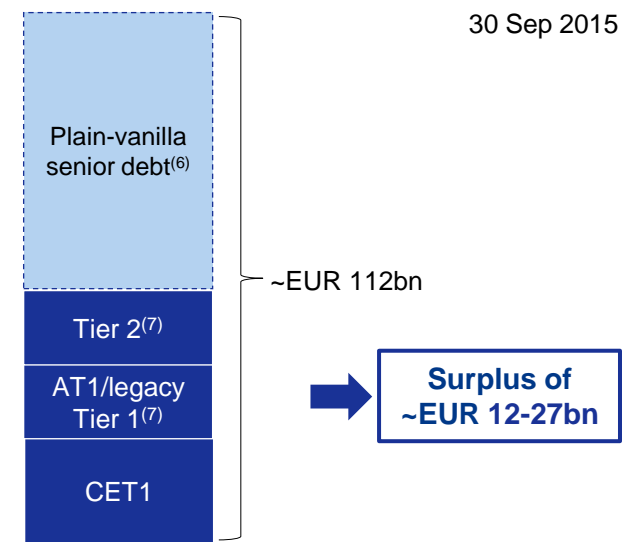 30 Sep 2015
Plain-vanilla
senior debt(6)
~EUR 112bn
Tier 2(7)
AT1/legacy
Tier 1(7)
CET1
Surplus of
~EUR 12-27bn